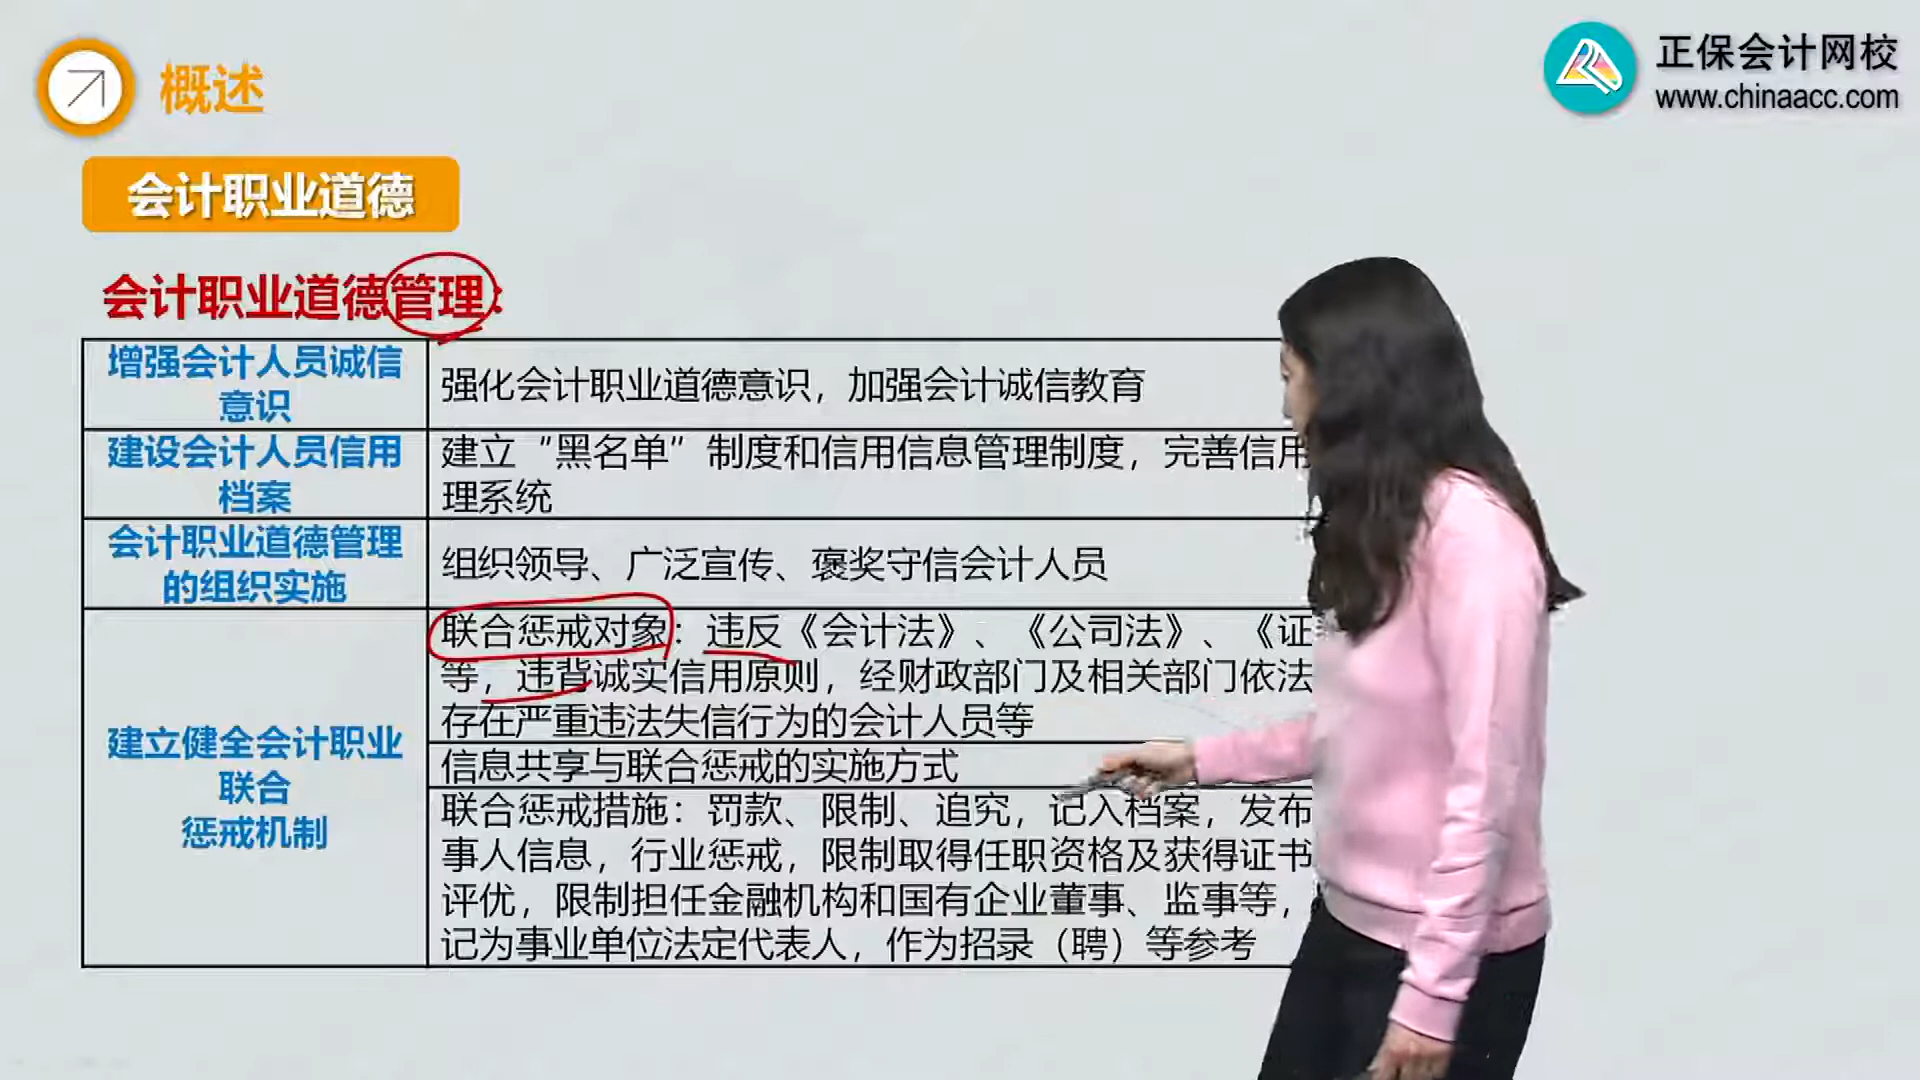 概述
正保会计网校
www.chinaacc.com
会计职业道德
会计职业道德管理：
增强会计人员诚信
意识
强化会计职业道德意识，加强会计诚信教育
建设会计人员信用
档案
建立“黑名单”制度和信用信息管理制度，完善信用
理系统
会计职业道德管理
的组织实施
组织领导、广泛宣传、褒奖守信会计人员
建立健全会计职业
联合
惩戒机制
联合惩戒对象：违反《会计法》、《公司法》、《证
等，违背诚实信用原则，经财政部门及相关部门依法
存在严重违法失信行为的会计人员等
信息共享与联合惩戒的实施方式
联合惩戒措施：罚款、限制、追究，记入档案，发布
事人信息，行业惩戒，限制取得任职资格及获得证书
评优，限制担任金融机构和国有企业董事、监事等，
记为事业单位法定代表人，作为招录（聘）等参考